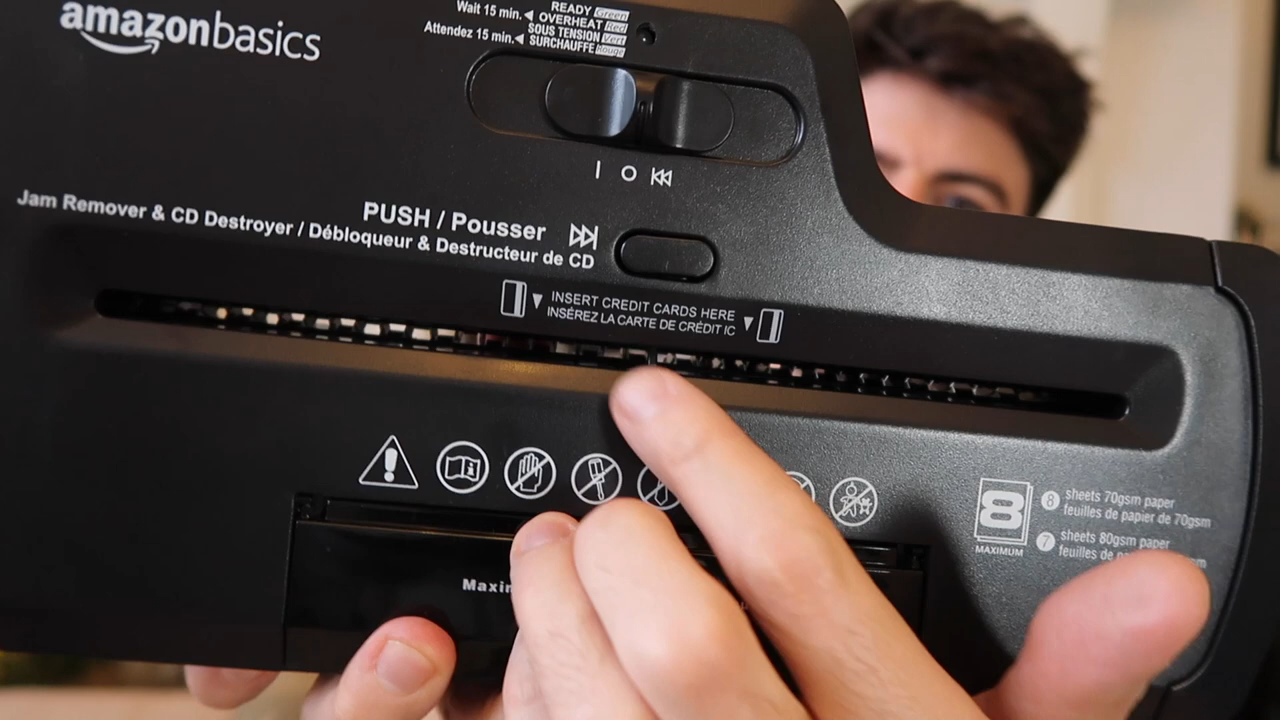 amazonbasics
READY Green
Wait 15 min. OVERHEAT Red
SOUS TENSION Vert
Attendez 15 min. SURCHAUFFE Rouge
I O
PUSH / Pousser
Jam Remover & CD Destroyer / Débloqueur & Destructeur de CD
INSERT CREDIT CARDS HERE
INSÉREZ LA CARTE DE CRÉDIT IC
8
MAXIMUM
8 sheets 70gsm paper
feuilles de papier de 70gsm
7 sheets 80gsm paper
feuilles de